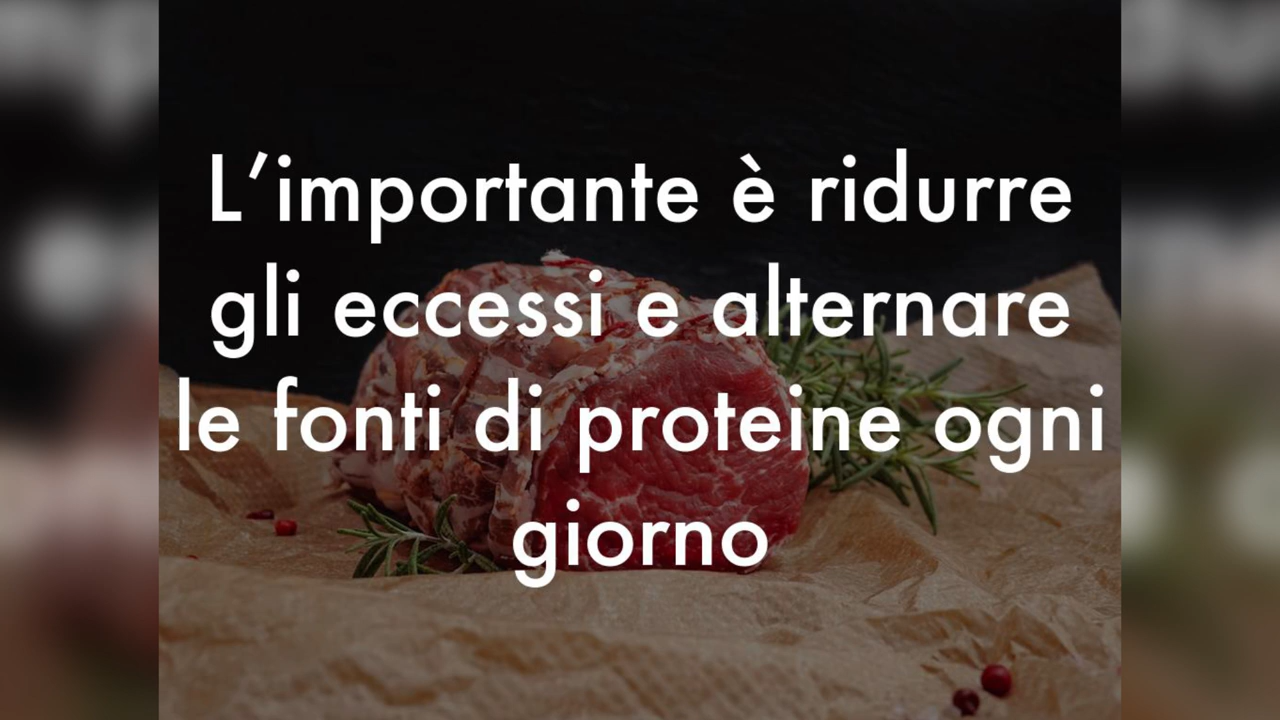 L’importante è ridurre
gli eccessi e alternare
le fonti di proteine ogni
giorno